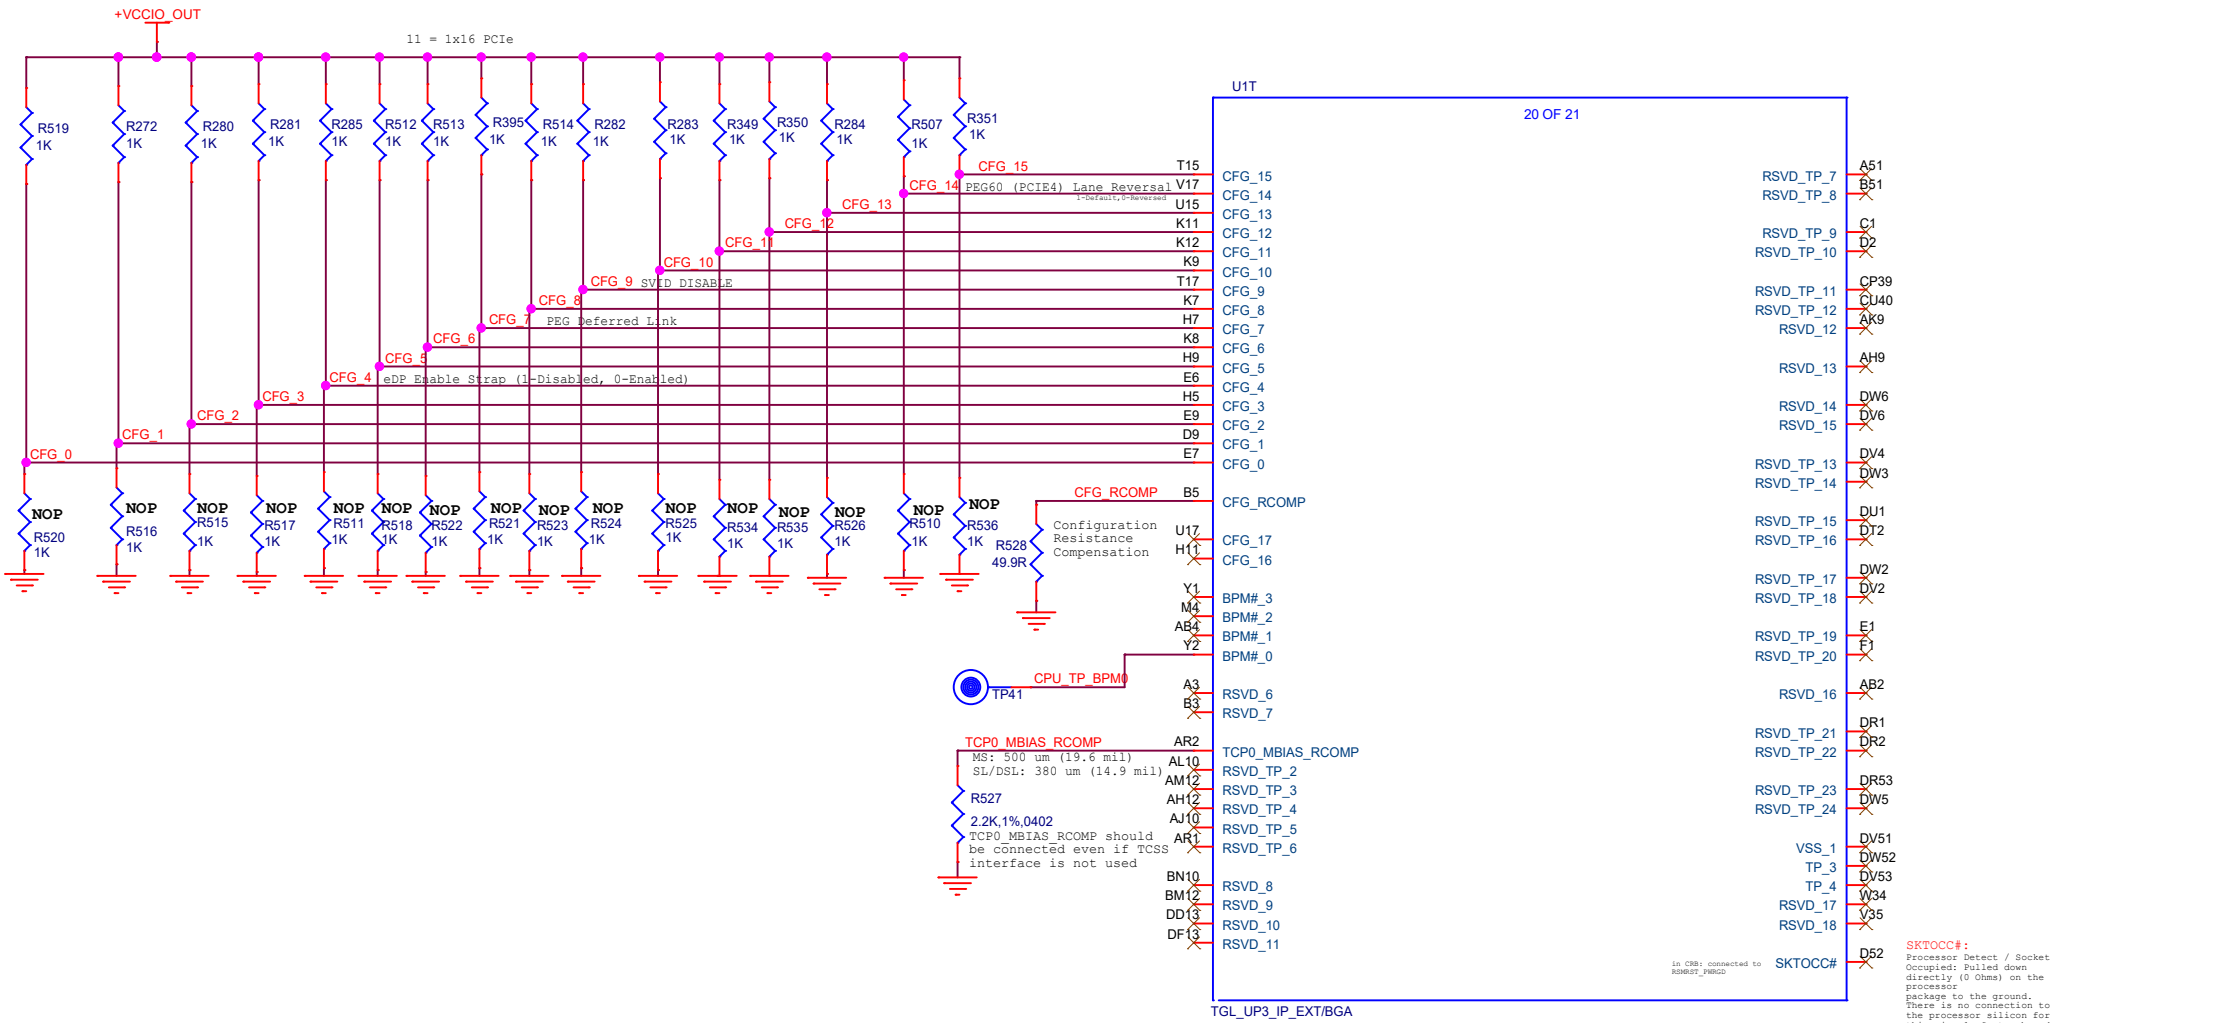 +VCCIO_OUT
11 = 1x16 PCIe
R519
1K
R272
1K
R280
1K
R281
1K
R285
1K
R512
1K
R513
1K
R395
1K
R514
1K
R282
1K
R283
1K
R349
1K
R350
1K
R284
1K
R507
1K
R351
1K
CFG_15
CFG_14
PEG60 (PCIE4) Lane Reversal
1-Default,0-Reversed
CFG_13
CFG_12
CFG_11
CFG_10
CFG_9
SVID DISABLE
CFG_8
CFG_7
PEG Deferred Link
CFG_6
CFG_5
CFG_4
eDP Enable Strap (1-Disabled, 0-Enabled)
CFG_3
CFG_2
CFG_1
CFG_0
NOP
R520
1K
NOP
R516
1K
NOP
R515
1K
NOP
R517
1K
NOP
R511
1K
NOP
R518
1K
NOP
R522
1K
NOP
R521
1K
NOP
R523
1K
NOP
R524
1K
NOP
R525
1K
NOP
R534
1K
NOP
R535
1K
NOP
R526
1K
NOP
R510
1K
NOP
R536
1K
CFG_RCOMP
Configuration
Resistance
Compensation
R528
49.9R
CPU_TP_BPM0
TP41
TCP0_MBIAS_RCOMP
MS: 500 um (19.6 mil)
SL/DSL: 380 um (14.9 mil)
R527
2.2K,1%,0402
TCP0_MBIAS_RCOMP should
be connected even if TCSS
interface is not used
U1T
20 OF 21
T15 CFG_15
V17 CFG_14
U15 CFG_13
K11 CFG_12
K12 CFG_11
K9 CFG_10
T17 CFG_9
K7 CFG_8
H7 CFG_7
K8 CFG_6
H9 CFG_5
E6 CFG_4
H5 CFG_3
E9 CFG_2
D9 CFG_1
E7 CFG_0
B5 CFG_RCOMP
U17 CFG_17
H11 CFG_16
Y1 BPM#_3
M4 BPM#_2
AB4 BPM#_1
Y2 BPM#_0
A3 RSVD_6
B3 RSVD_7
AR2 TCP0_MBIAS_RCOMP
AL10 RSVD_TP_2
AM12 RSVD_TP_3
AH12 RSVD_TP_4
AJ10 RSVD_TP_5
AR1 RSVD_TP_6
BN10 RSVD_8
BM12 RSVD_9
DD13 RSVD_10
DF13 RSVD_11
RSVD_TP_7 A51
RSVD_TP_8 B51
RSVD_TP_9 C1
RSVD_TP_10 D2
RSVD_TP_11 CP39
RSVD_TP_12 CU40
RSVD_12 AK9
RSVD_13 AH9
RSVD_14 DW6
RSVD_15 DV6
RSVD_TP_13 DV4
RSVD_TP_14 DW3
RSVD_TP_15 DU1
RSVD_TP_16 DT2
RSVD_TP_17 DW2
RSVD_TP_18 DV2
RSVD_TP_19 E1
RSVD_TP_20 F1
RSVD_16 AB2
RSVD_TP_21 DR1
RSVD_TP_22 DR2
RSVD_TP_23 DR53
RSVD_TP_24 DW5
VSS_1 DV51
TP_3 DW52
TP_4 DV53
RSVD_17 W34
RSVD_18 V35
in CRB: connected to
RSMRST_PWRGD
SKTOCC# D52
TGL_UP3_IP_EXT/BGA
SKTOCC#:
Processor Detect / Socket
Occupied: Pulled down
directly (0 Ohms) on the
processor
package to the ground.
There is no connection to
the processor silicon for